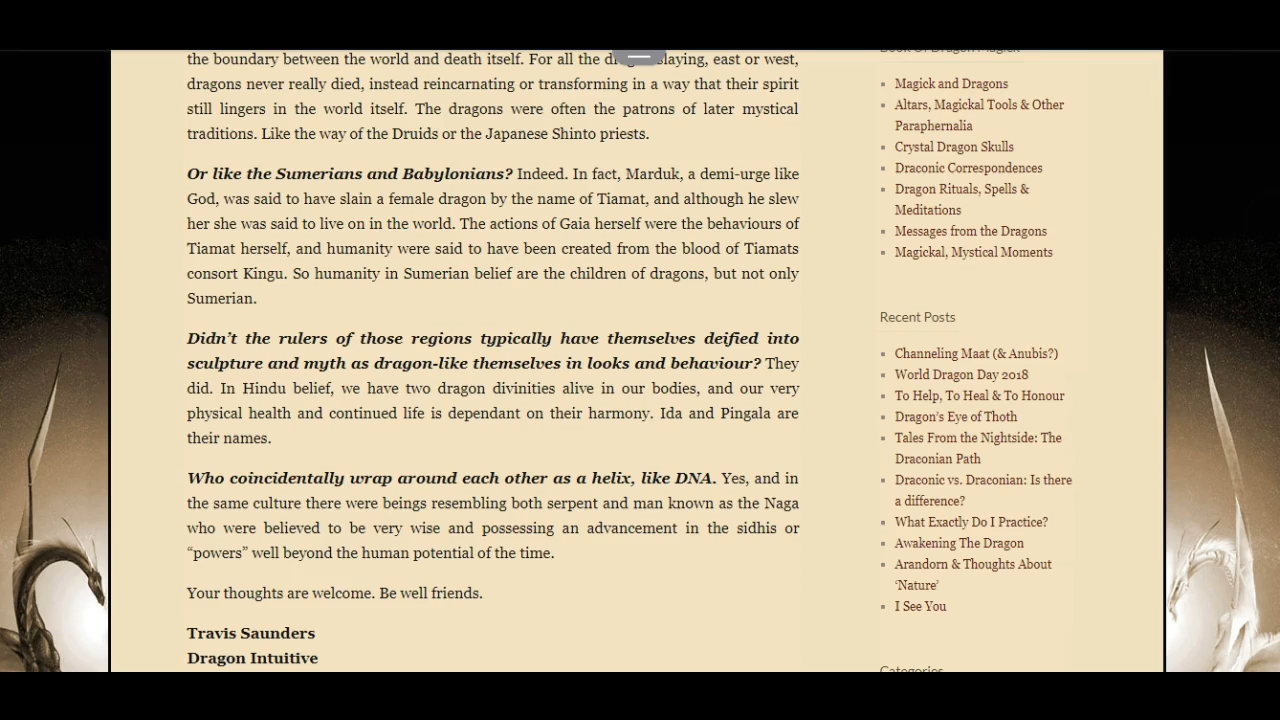 the boundary between the world and death itself. For all the slaying, east or west,
dragons never really died, instead reincarnating or transforming in a way that their spirit
still lingers in the world itself. The dragons were often the patrons of later mystical
traditions. Like the way of the Druids or the Japanese Shinto priests.
Or like the Sumerians and Babylonians? Indeed. In fact, Marduk, a demi-urge like
God, was said to have slain a female dragon by the name of Tiamat, and although he slew
her she was said to live on in the world. The actions of Gaia herself were the behaviours of
Tiamat herself, and humanity were said to have been created from the blood of Tiamats
consort Kingu. So humanity in Sumerian belief are the children of dragons, but not only
Sumerian.
Didn't the rulers of those regions typically have themselves deified into
sculpture and myth as dragon-like themselves in looks and behaviour? They
did. In Hindu belief, we have two dragon divinities alive in our bodies, and our very
physical health and continued life is dependant on their harmony. Ida and Pingala are
their names.
Who coincidentally wrap around each other as a helix, like DNA. Yes, and in
the same culture there were beings resembling both serpent and man known as the Naga
who were believed to be very wise and possessing an advancement in the sidhis or
“powers” well beyond the human potential of the time.
Your thoughts are welcome. Be well friends.
Travis Saunders
Dragon Intuitive
Book Of Dragon Magick
Magick and Dragons
Altars, Magickal Tools & Other
Paraphernalia
Crystal Dragon Skulls
Draconic Correspondences
Dragon Rituals, Spells &
Meditations
Messages from the Dragons
Magickal, Mystical Moments
Recent Posts
Channeling Maat (& Anubis?)
World Dragon Day 2018
To Help, To Heal & To Honour
Dragon's Eye of Thoth
Tales From the Nightside: The
Draconian Path
Draconic vs. Draconian: Is there
a difference?
What Exactly Do I Practice?
Awakening The Dragon
Arandorn & Thoughts About
‘Nature’
I See You
Categories